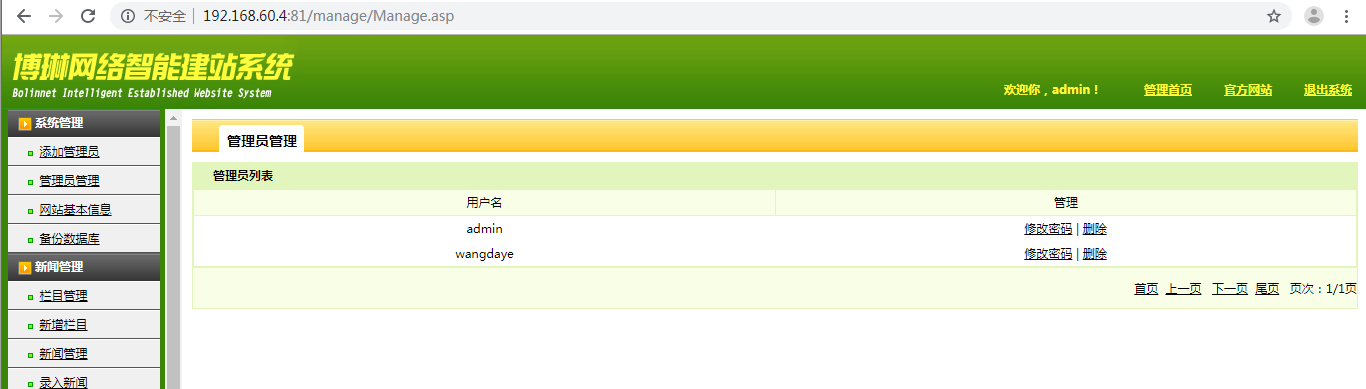 不安全 | 192.168.60.4:81/manage/Manage.asp
博琳网络智能建站系统
Bolinnet Intelligent Established Website System
欢迎你，admin！ 管理首页 官方网站 退出系统
系统管理
添加管理员
管理员管理
网站基本信息
备份数据库
新闻管理
栏目管理
新增栏目
新闻管理
录入新闻
管理员管理
管理员列表
用户名 管理
admin 修改密码 | 删除
wangdaye 修改密码 | 删除
首页 上一页 下一页 尾页 页次：1/1页